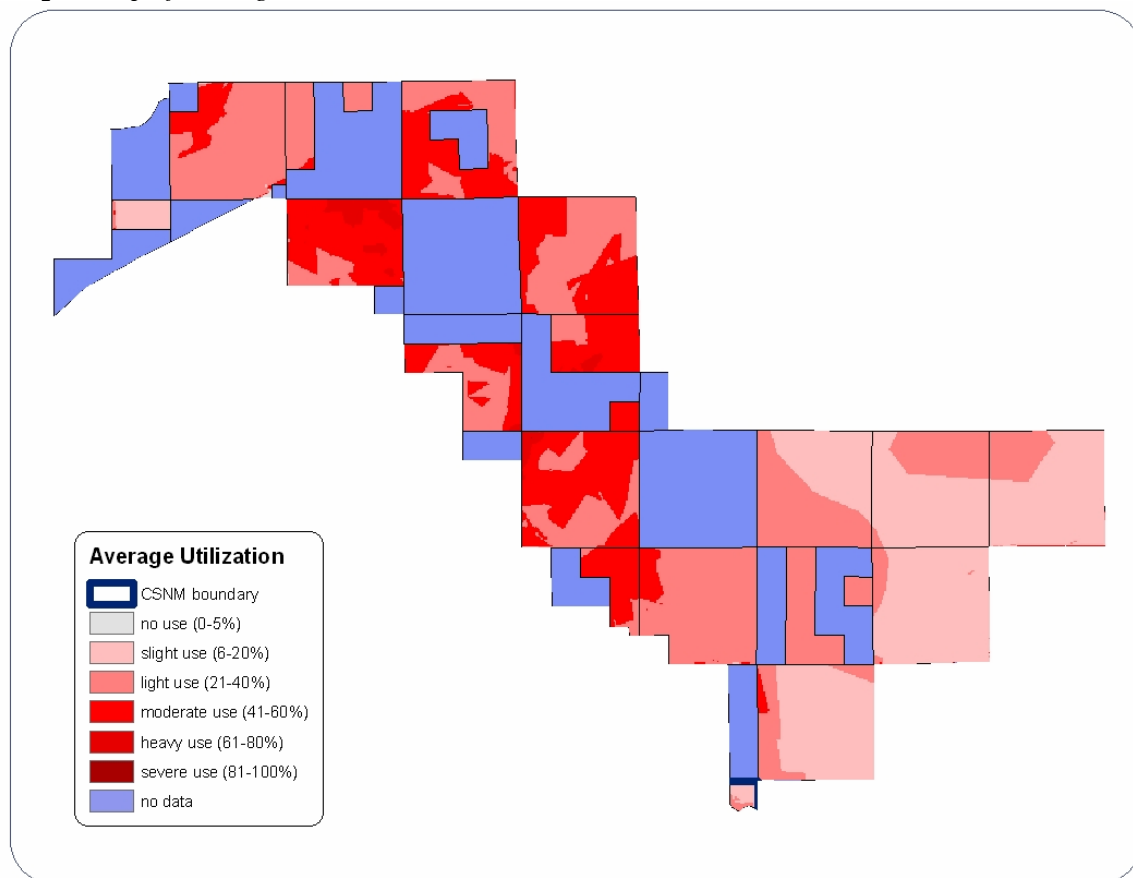 Average Utilization
CSNM boundary
no use (0-5%)
slight use (6-20%)
light use (21-40%)
moderate use (41-60%)
heavy use (61-80%)
severe use (81-100%)
no data